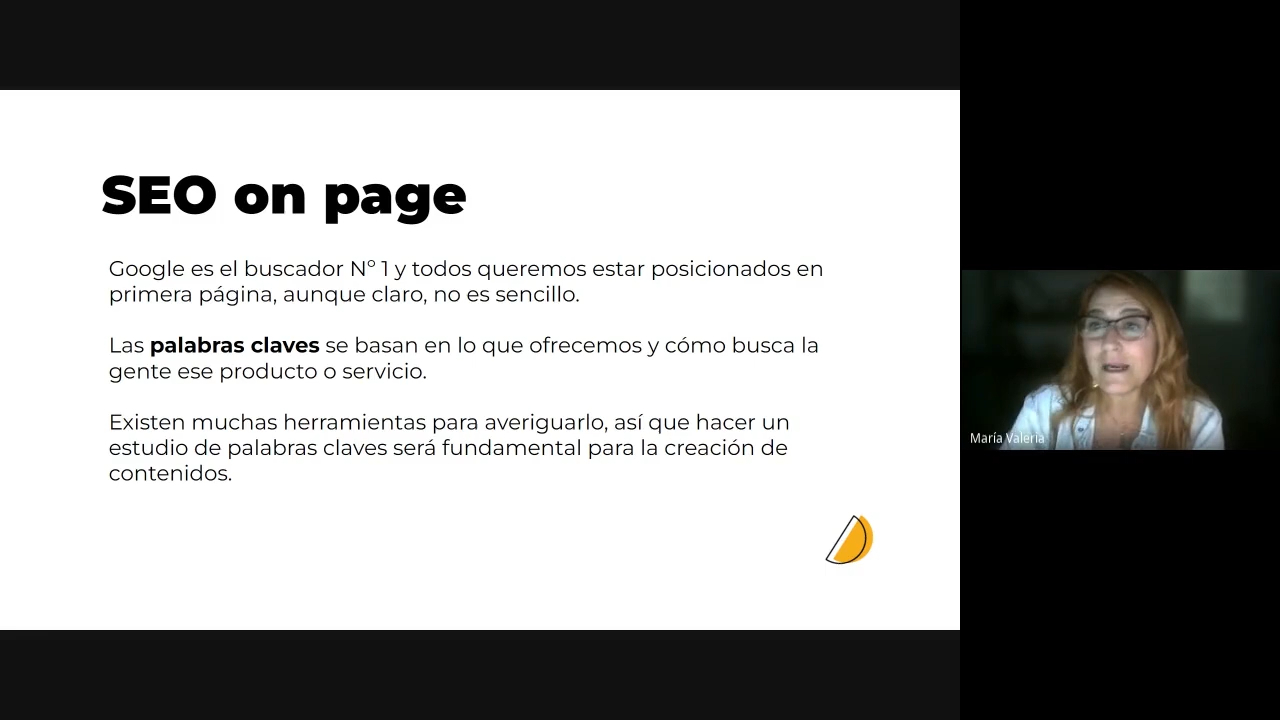 SEO on page
Google es el buscador Nº 1 y todos queremos estar posicionados en
primera página, aunque claro, no es sencillo.
Las palabras claves se basan en lo que ofrecemos y cómo busca la
gente ese producto o servicio.
Existen muchas herramientas para averiguarlo, así que hacer un
estudio de palabras claves será fundamental para la creación de
contenidos.
María Valeria